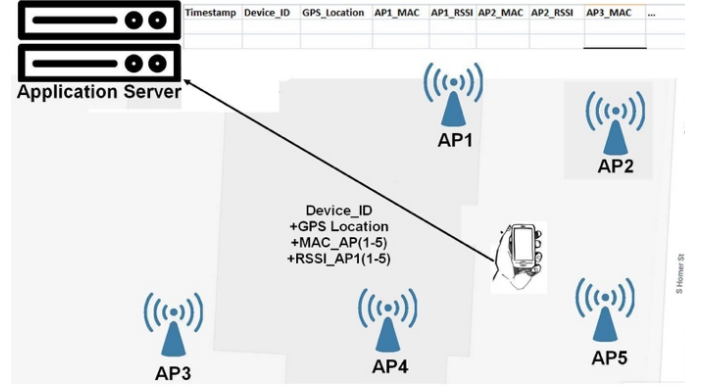 Timestamp Device_ID GPS_Location AP1_MAC AP1_RSSI AP2_MAC AP2_RSSI AP3_MAC ...
Application Server
AP1
AP2
Device_ID
+GPS Location
+MAC_AP(1-5)
+RSSI_AP1(1-5)
S Homer St
AP3
AP4
AP5